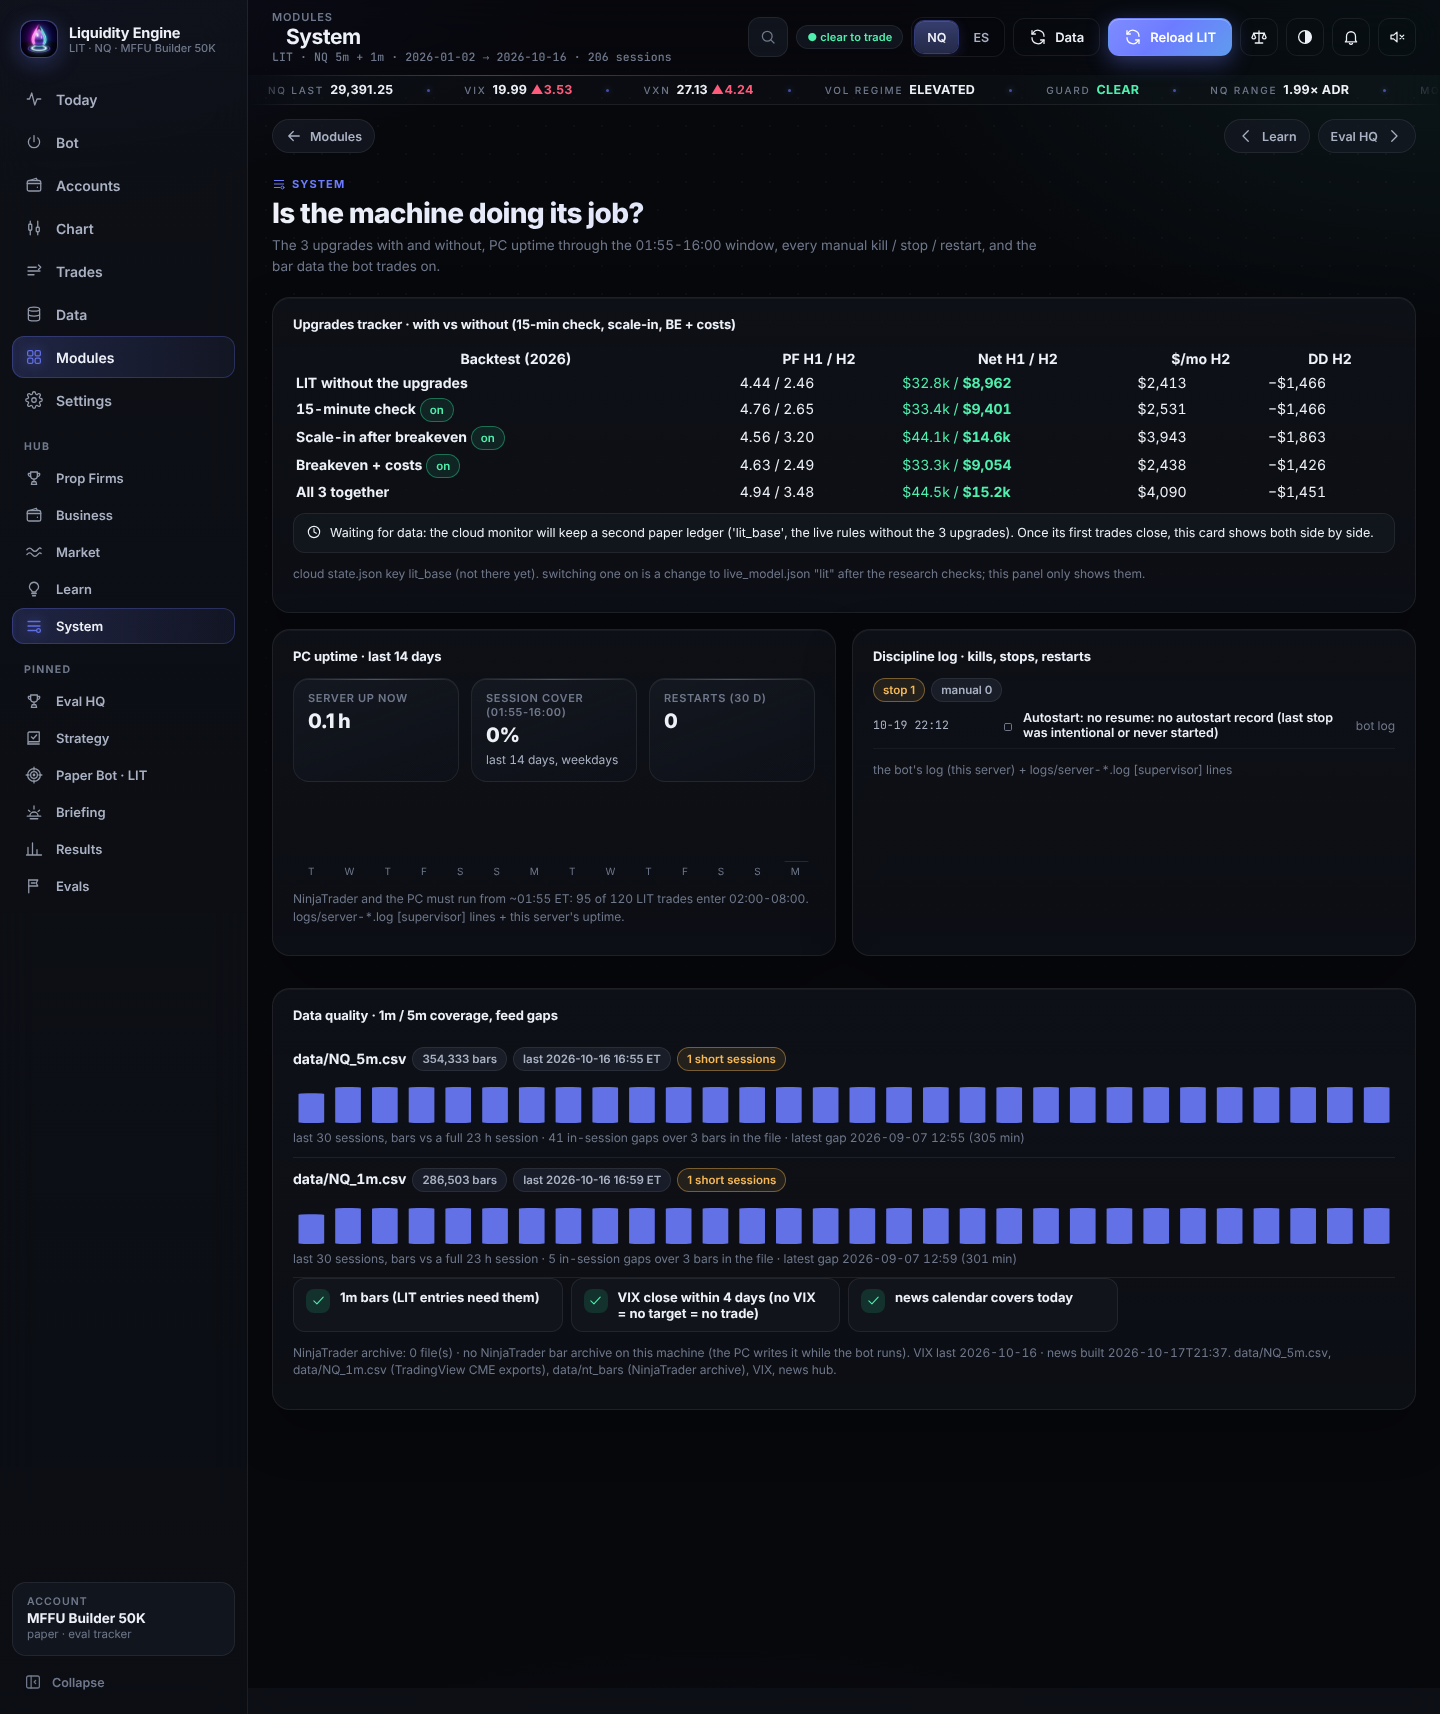 Liquidity Engine
LIT · NQ · MFFU Builder 50K
Today
Bot
Accounts
Chart
Trades
Data
Modules
Settings
HUB
Prop Firms
Business
Market
Learn
System
PINNED
Eval HQ
Strategy
Paper Bot · LIT
Briefing
Results
Evals
ACCOUNT
MFFU Builder 50K
paper · eval tracker
Collapse
MODULES
System
LIT · NQ 5m + 1m · 2026-01-02 → 2026-10-16 · 206 sessions
clear to trade
NQ ES
Data
Reload LIT
NQ LAST 29,391.25 • VIX 19.99 ▲3.53 • VXN 27.13 ▲4.24 • VOL REGIME ELEVATED • GUARD CLEAR • NQ RANGE 1.99× ADR •
Modules
Learn
Eval HQ
SYSTEM
Is the machine doing its job?
The 3 upgrades with and without, PC uptime through the 01:55-16:00 window, every manual kill / stop / restart, and the
bar data the bot trades on.
Upgrades tracker · with vs without (15-min check, scale-in, BE + costs)
Backtest (2026) PF H1 / H2 Net H1 / H2 $/mo H2 DD H2
LIT without the upgrades 4.44 / 2.46 $32.8k / $8,962 $2,413 −$1,466
15-minute check on 4.76 / 2.65 $33.4k / $9,401 $2,531 −$1,466
Scale-in after breakeven on 4.56 / 3.20 $44.1k / $14.6k $3,943 −$1,863
Breakeven + costs on 4.63 / 2.49 $33.3k / $9,054 $2,438 −$1,426
All 3 together 4.94 / 3.48 $44.5k / $15.2k $4,090 −$1,451
Waiting for data: the cloud monitor will keep a second paper ledger ('lit_base', the live rules without the 3 upgrades). Once its first trades close, this card shows both side by side.
cloud state.json key lit_base (not there yet). switching one on is a change to live_model.json "lit" after the research checks; this panel only shows them.
PC uptime · last 14 days
SERVER UP NOW
0.1 h
SESSION COVER
(01:55-16:00)
0%
last 14 days, weekdays
RESTARTS (30 D)
0
T W T F S S M T W T F S S M
NinjaTrader and the PC must run from ~01:55 ET: 95 of 120 LIT trades enter 02:00-08:00.
logs/server-*.log [supervisor] lines + this server's uptime.
Discipline log · kills, stops, restarts
stop 1 manual 0
10-19 22:12 Autostart: no resume: no autostart record (last stop
was intentional or never started) bot log
the bot's log (this server) + logs/server-*.log [supervisor] lines
Data quality · 1m / 5m coverage, feed gaps
data/NQ_5m.csv 354,333 bars last 2026-10-16 16:55 ET 1 short sessions
last 30 sessions, bars vs a full 23 h session · 41 in-session gaps over 3 bars in the file · latest gap 2026-09-07 12:55 (305 min)
data/NQ_1m.csv 286,503 bars last 2026-10-16 16:59 ET 1 short sessions
last 30 sessions, bars vs a full 23 h session · 5 in-session gaps over 3 bars in the file · latest gap 2026-09-07 12:59 (301 min)
1m bars (LIT entries need them)
VIX close within 4 days (no VIX
= no target = no trade)
news calendar covers today
NinjaTrader archive: 0 file(s) · no NinjaTrader bar archive on this machine (the PC writes it while the bot runs). VIX last 2026-10-16 · news built 2026-10-17T21:37. data/NQ_5m.csv,
data/NQ_1m.csv (TradingView CME exports), data/nt_bars (NinjaTrader archive), VIX, news hub.